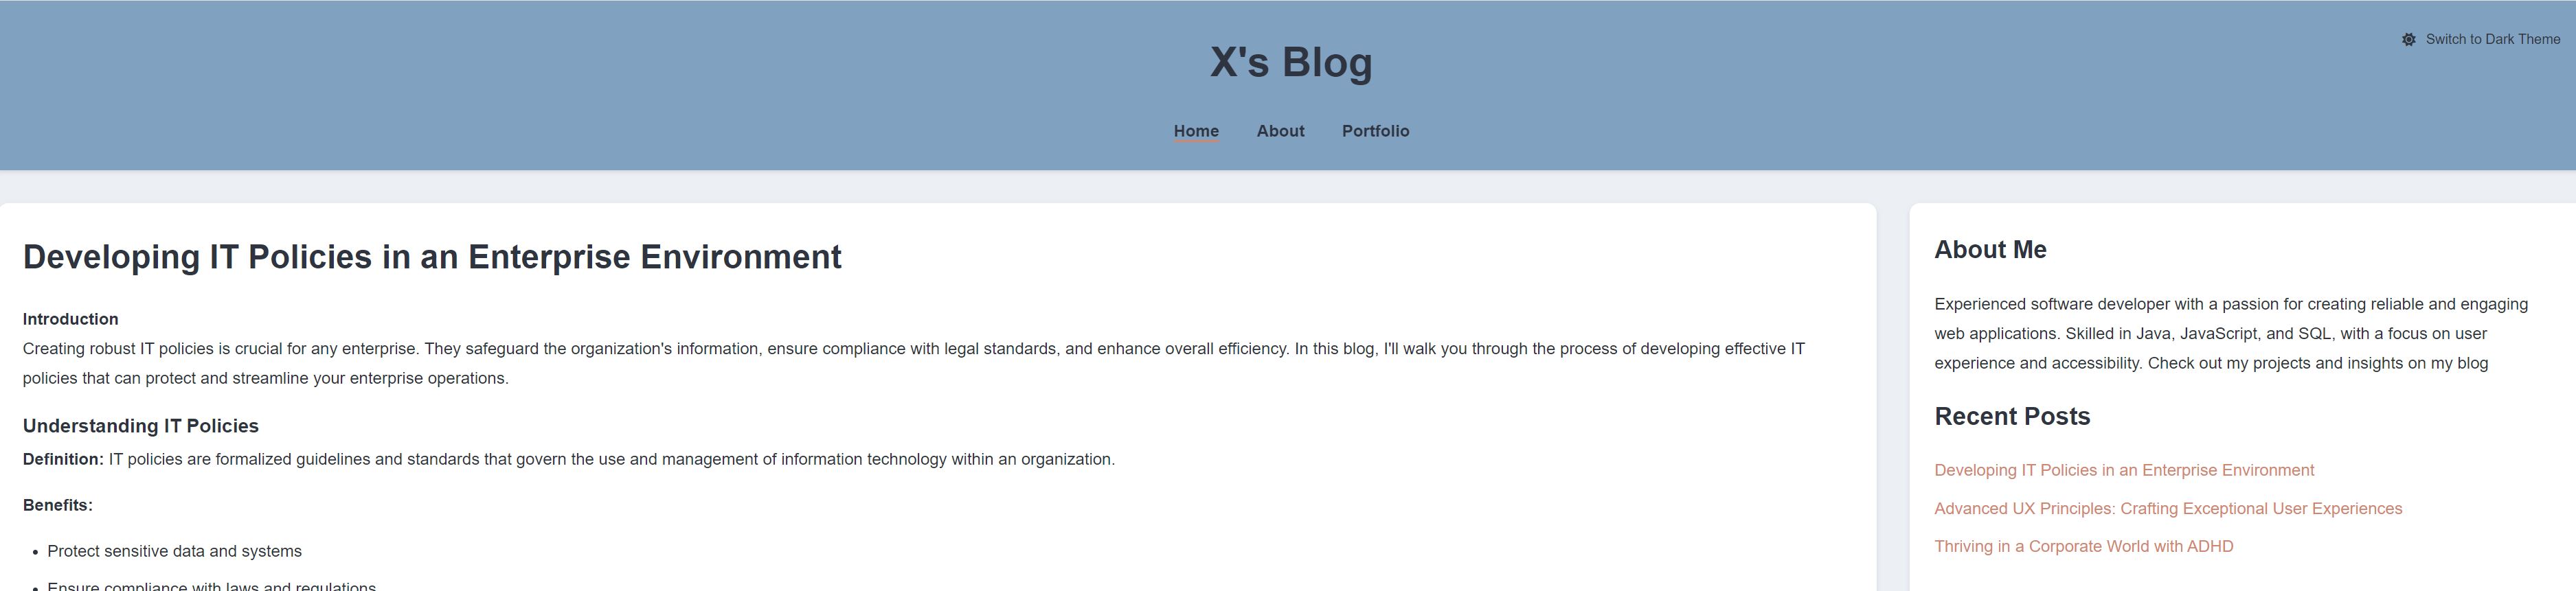 X's Blog
Switch to Dark Theme
Home About Portfolio
Developing IT Policies in an Enterprise Environment
Introduction
Creating robust IT policies is crucial for any enterprise. They safeguard the organization's information, ensure compliance with legal standards, and enhance overall efficiency. In this blog, I'll walk you through the process of developing effective IT
policies that can protect and streamline your enterprise operations.
Understanding IT Policies
Definition: IT policies are formalized guidelines and standards that govern the use and management of information technology within an organization.
Benefits:
• Protect sensitive data and systems
• Ensure compliance with laws and regulations
About Me
Experienced software developer with a passion for creating reliable and engaging
web applications. Skilled in Java, JavaScript, and SQL, with a focus on user
experience and accessibility. Check out my projects and insights on my blog
Recent Posts
Developing IT Policies in an Enterprise Environment
Advanced UX Principles: Crafting Exceptional User Experiences
Thriving in a Corporate World with ADHD